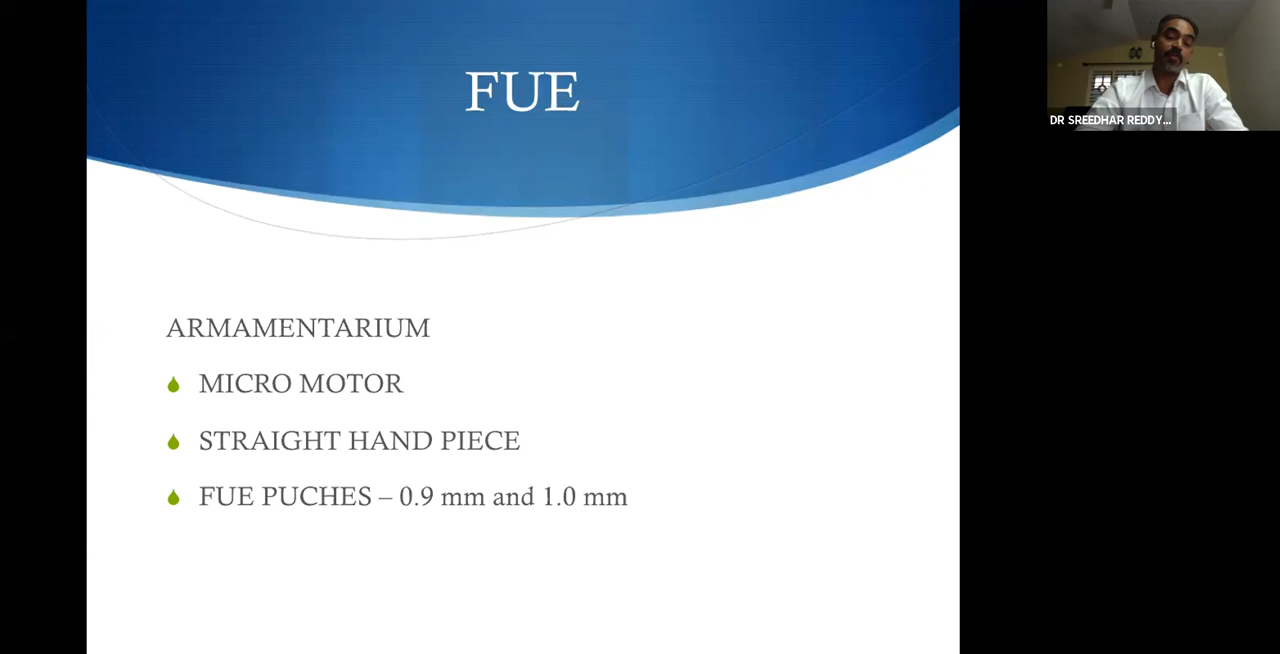 FUE
DR SREEDHAR REDDY...
ARMAMENTARIUM
MICRO MOTOR
STRAIGHT HAND PIECE
FUE PUCHES – 0.9 mm and 1.0 mm